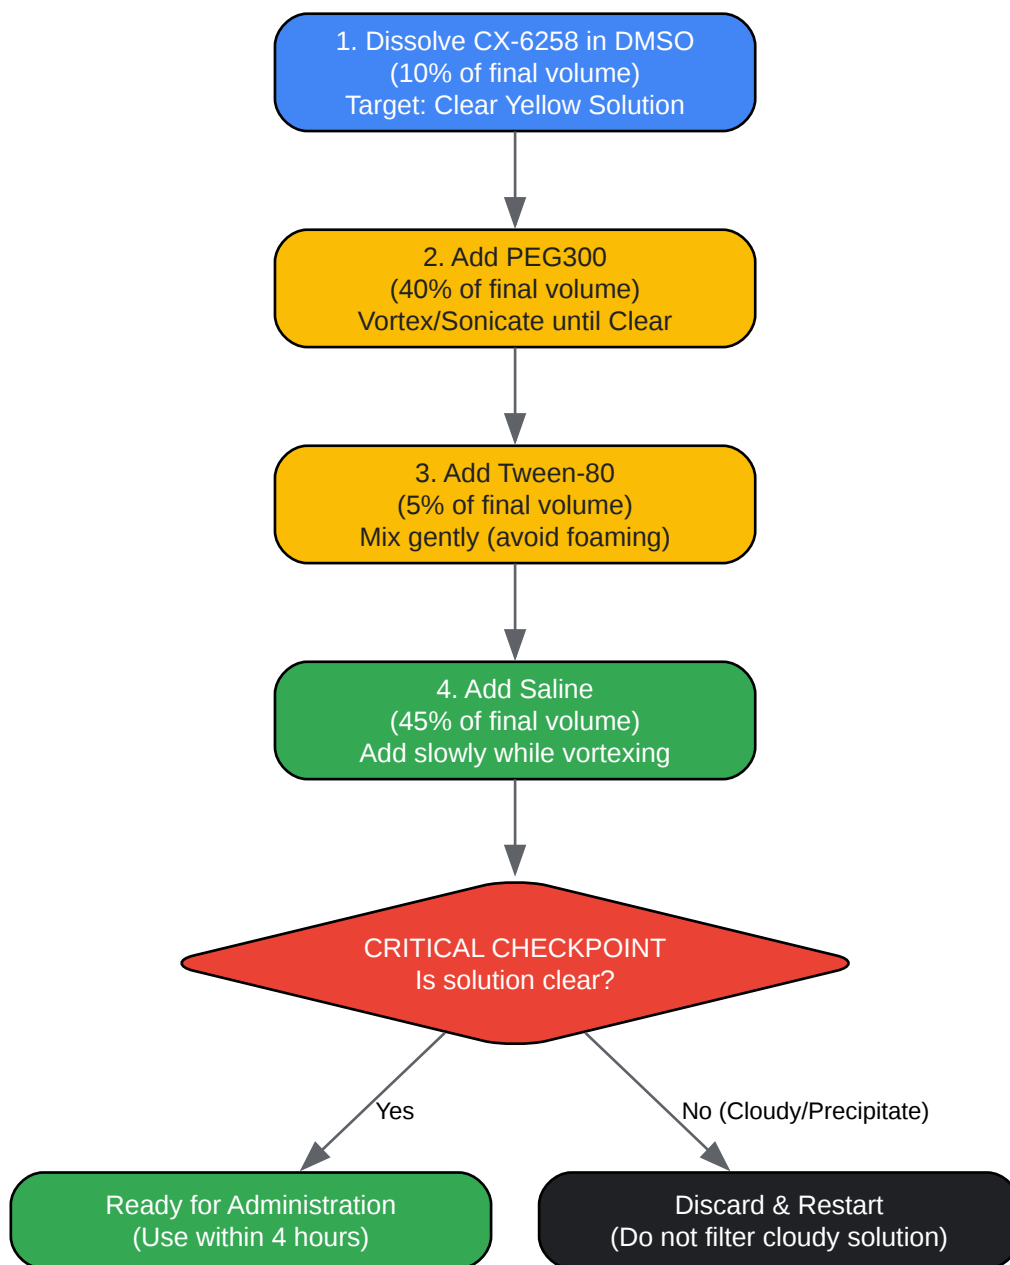 1. Dissolve CX-6258 in DMSO
(10% of final volume)
Target: Clear Yellow Solution
2. Add PEG300
(40% of final volume)
Vortex/Sonicate until Clear
3. Add Tween-80
(5% of final volume)
Mix gently (avoid foaming)
4. Add Saline
(45% of final volume)
Add slowly while vortexing
CRITICAL CHECKPOINT
Is solution clear?
Yes
No (Cloudy/Precipitate)
Ready for Administration
(Use within 4 hours)
Discard & Restart
(Do not filter cloudy solution)